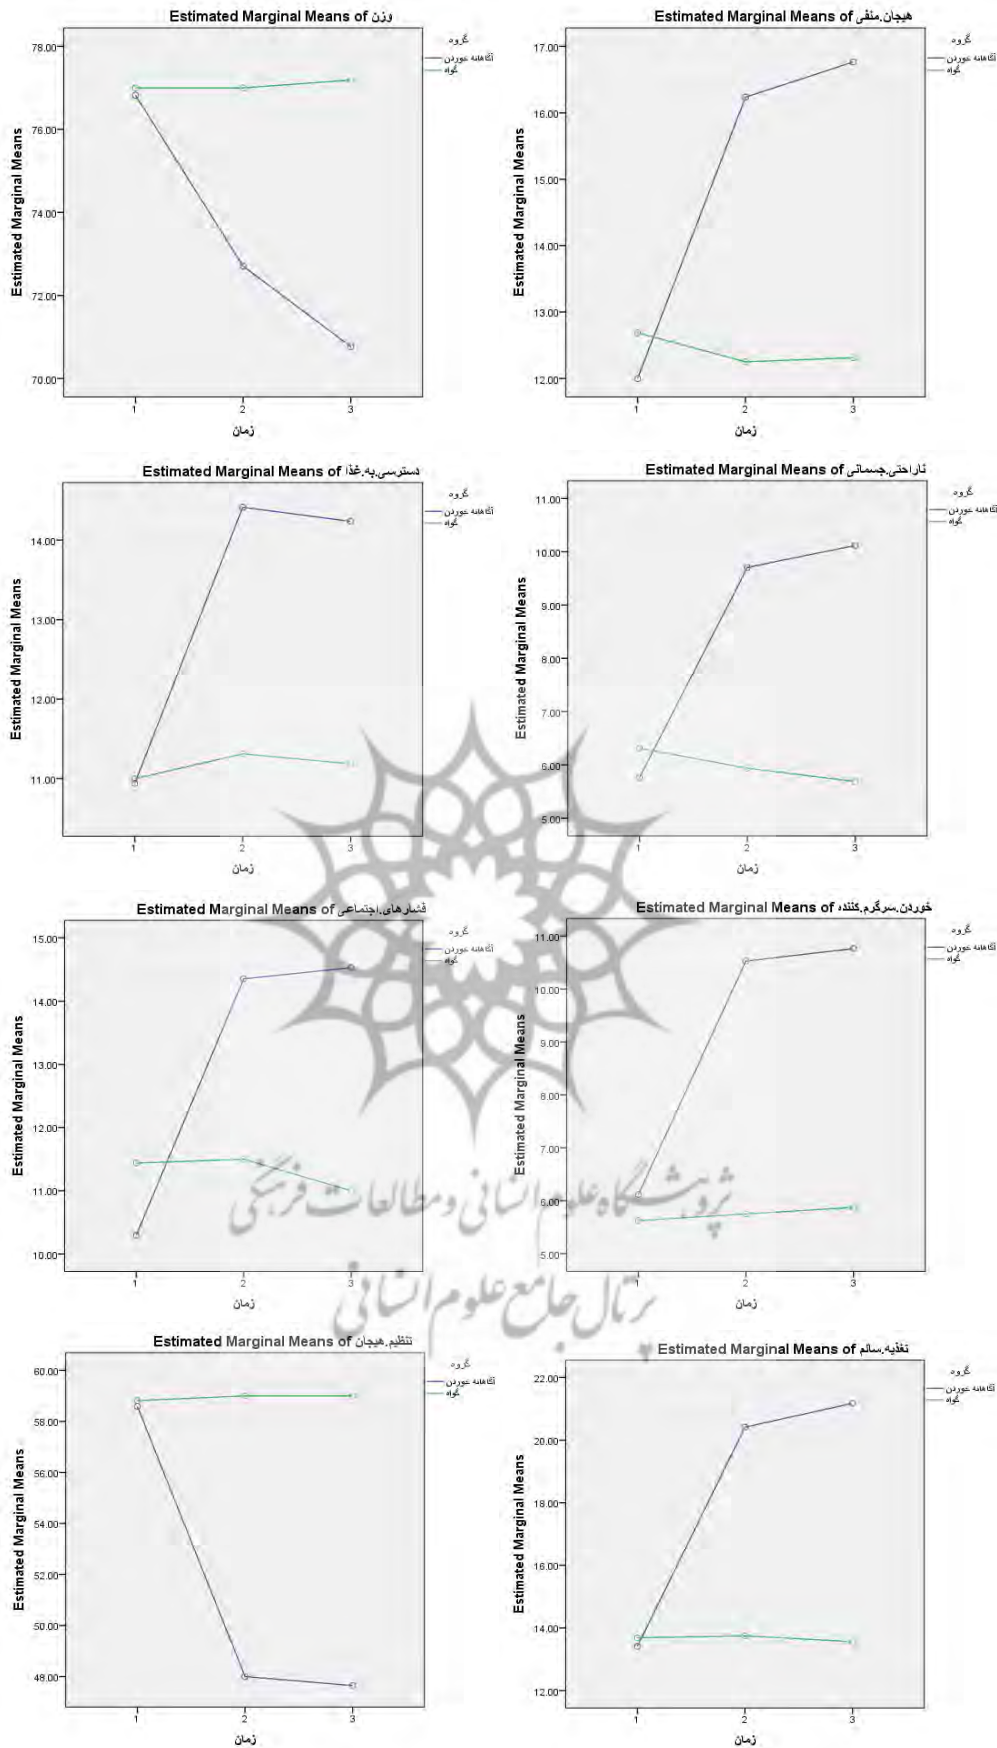 Estimated Marginal Means of وزن
گروه
آگاهانه خوردن
گواه
Estimated Marginal Means
78.00
76.00
74.00
72.00
70.00
1 2 3
زمان
Estimated Marginal Means of هیجان.منفی
گروه
آگاهانه خوردن
گواه
Estimated Marginal Means
17.00
16.00
15.00
14.00
13.00
12.00
1 2 3
زمان
Estimated Marginal Means of دسترسی.به.غذا
گروه
آگاهانه خوردن
گواه
Estimated Marginal Means
14.00
13.00
12.00
11.00
1 2 3
زمان
Estimated Marginal Means of ناراحتی.جسمانی
گروه
آگاهانه خوردن
گواه
Estimated Marginal Means
11.00
10.00
9.00
8.00
7.00
6.00
5.00
1 2 3
زمان
Estimated Marginal Means of فشارهای.اجتماعی
گروه
آگاهانه خوردن
گواه
Estimated Marginal Means
15.00
14.00
13.00
12.00
11.00
10.00
1 2 3
زمان
Estimated Marginal Means of خوردن.سرگرم.کننده
گروه
آگاهانه خوردن
گواه
Estimated Marginal Means
11.00
10.00
9.00
8.00
7.00
6.00
5.00
1 2 3
زمان
پژوهشگاه علوم انسانی و مطالعات فرهنگی
پرتال جامع علوم انسانی
Estimated Marginal Means of تنظیم.هیجان
گروه
آگاهانه خوردن
گواه
Estimated Marginal Means
60.00
58.00
56.00
54.00
52.00
50.00
48.00
1 2 3
زمان
Estimated Marginal Means of تغذیه.سالم
گروه
آگاهانه خوردن
گواه
Estimated Marginal Means
22.00
20.00
18.00
16.00
14.00
12.00
1 2 3
زمان